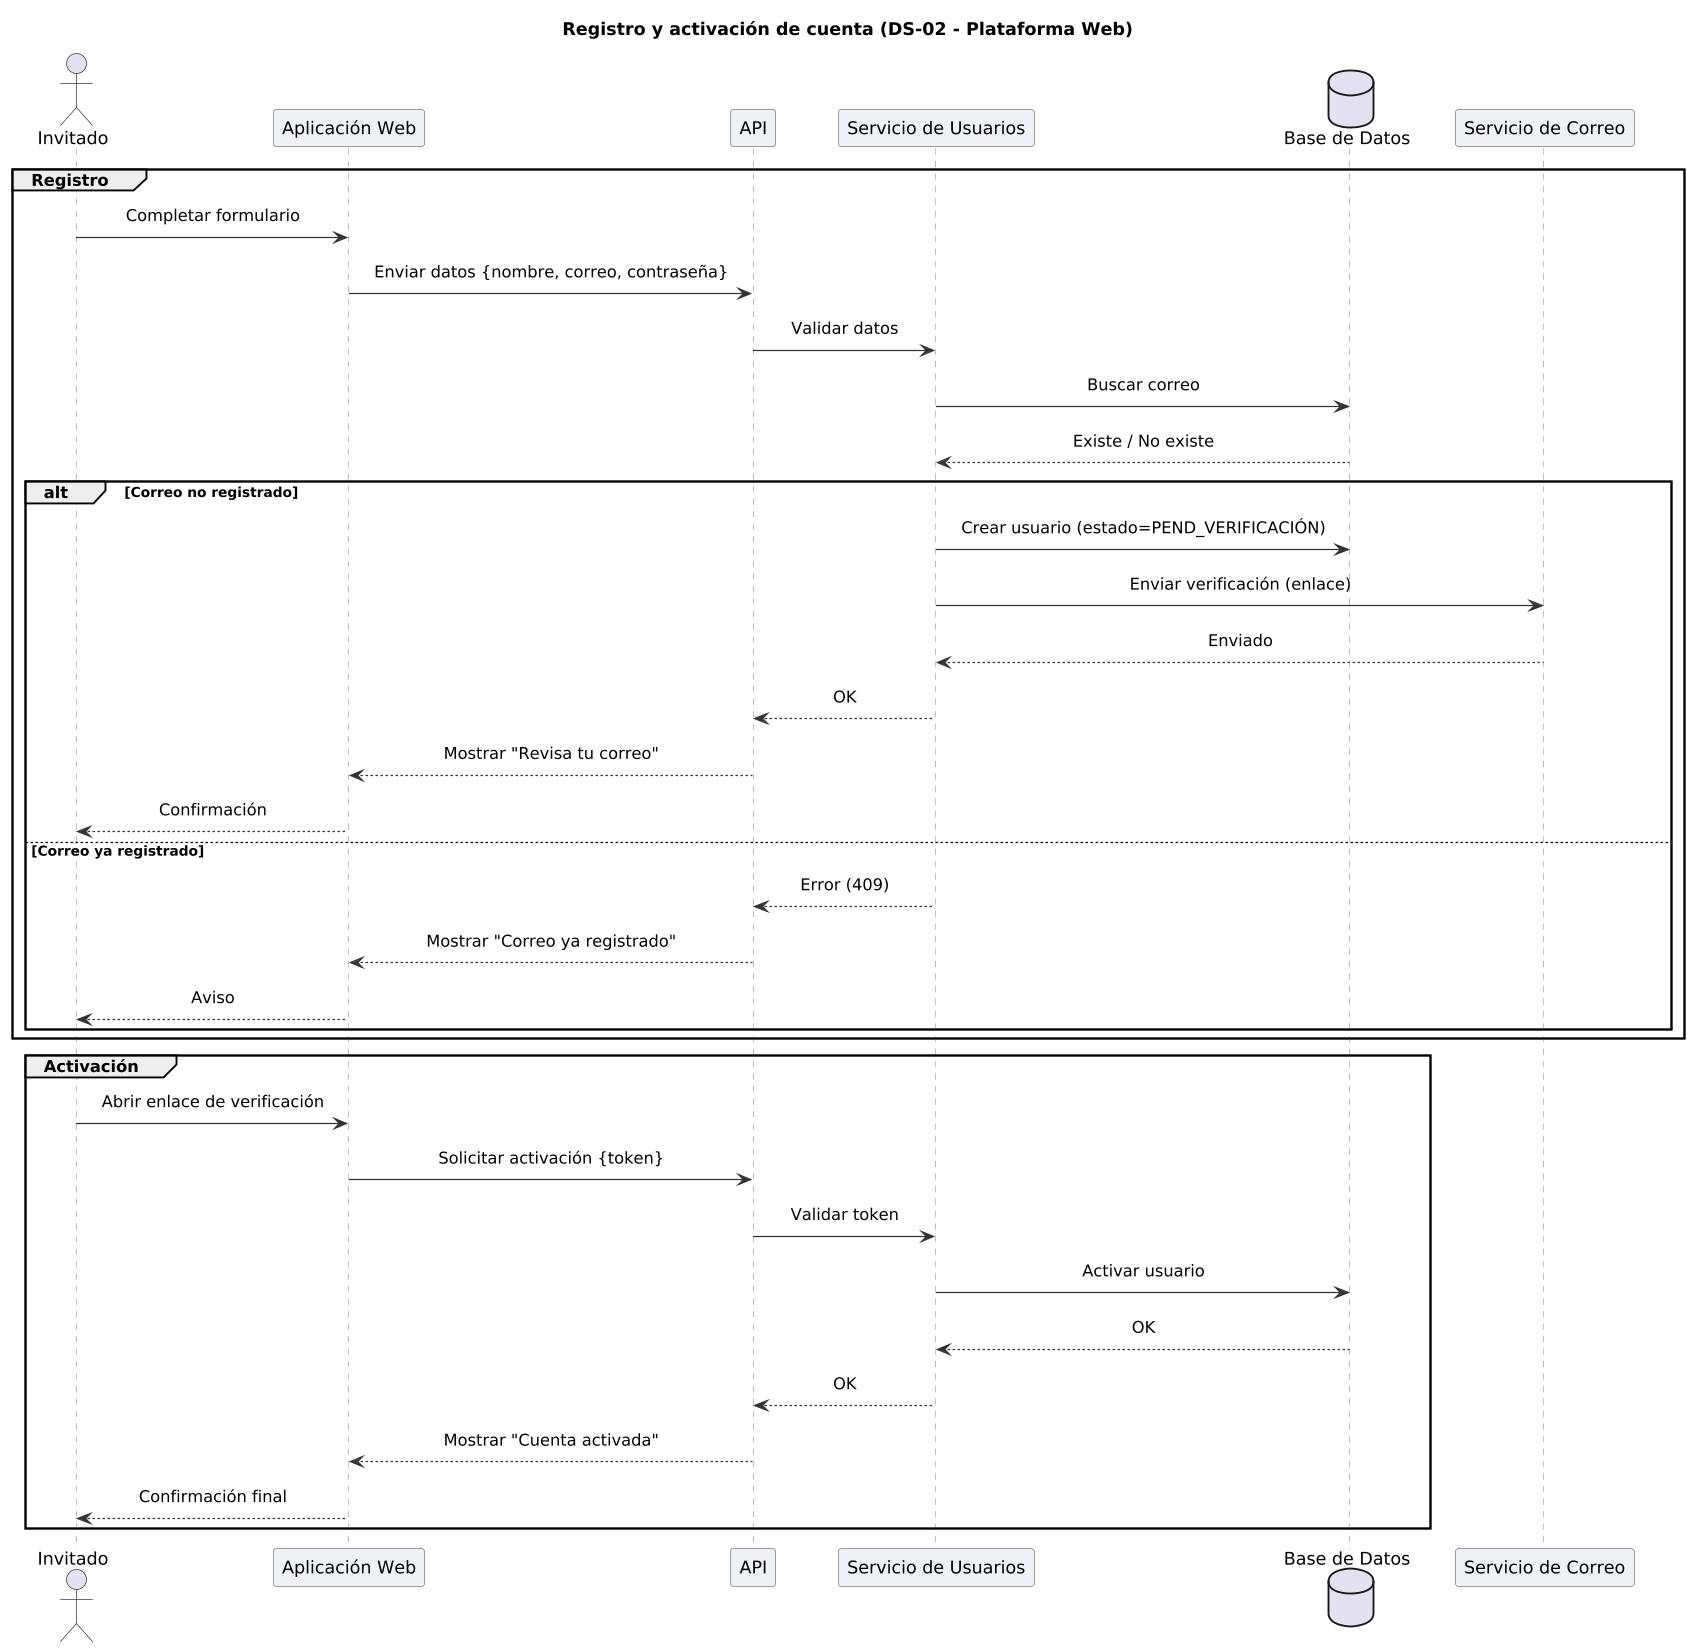 Registro y activación de cuenta (DS-02 - Plataforma Web)
Invitado
Aplicación Web
API
Servicio de Usuarios
Base de Datos
Servicio de Correo
Registro
Completar formulario
Enviar datos {nombre, correo, contraseña}
Validar datos
Buscar correo
Existe / No existe
alt
[Correo no registrado]
Crear usuario (estado=PEND_VERIFICACIÓN)
Enviar verificación (enlace)
Enviado
OK
Mostrar "Revisa tu correo"
Confirmación
[Correo ya registrado]
Error (409)
Mostrar "Correo ya registrado"
Aviso
Activación
Abrir enlace de verificación
Solicitar activación {token}
Validar token
Activar usuario
OK
OK
Mostrar "Cuenta activada"
Confirmación final
Invitado
Aplicación Web
API
Servicio de Usuarios
Base de Datos
Servicio de Correo